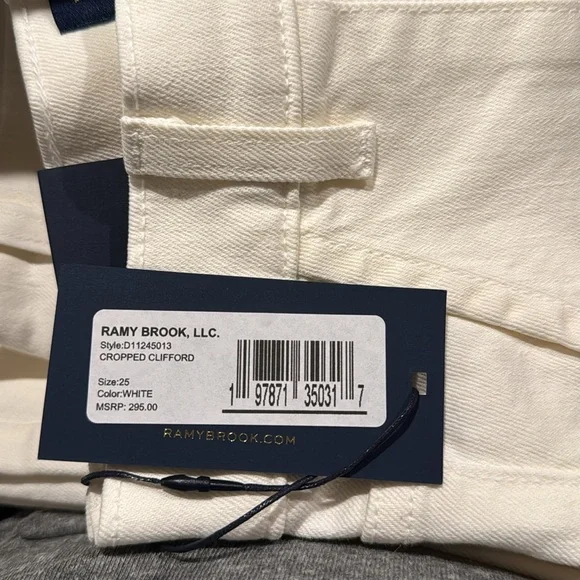 RAMY BROOK, LLC.
Style:D11245013
CROPPED CLIFFORD
Size:25
Color:WHITE
MSRP: 295.00
1 97871 35031 7
RAMYBROOK.COM